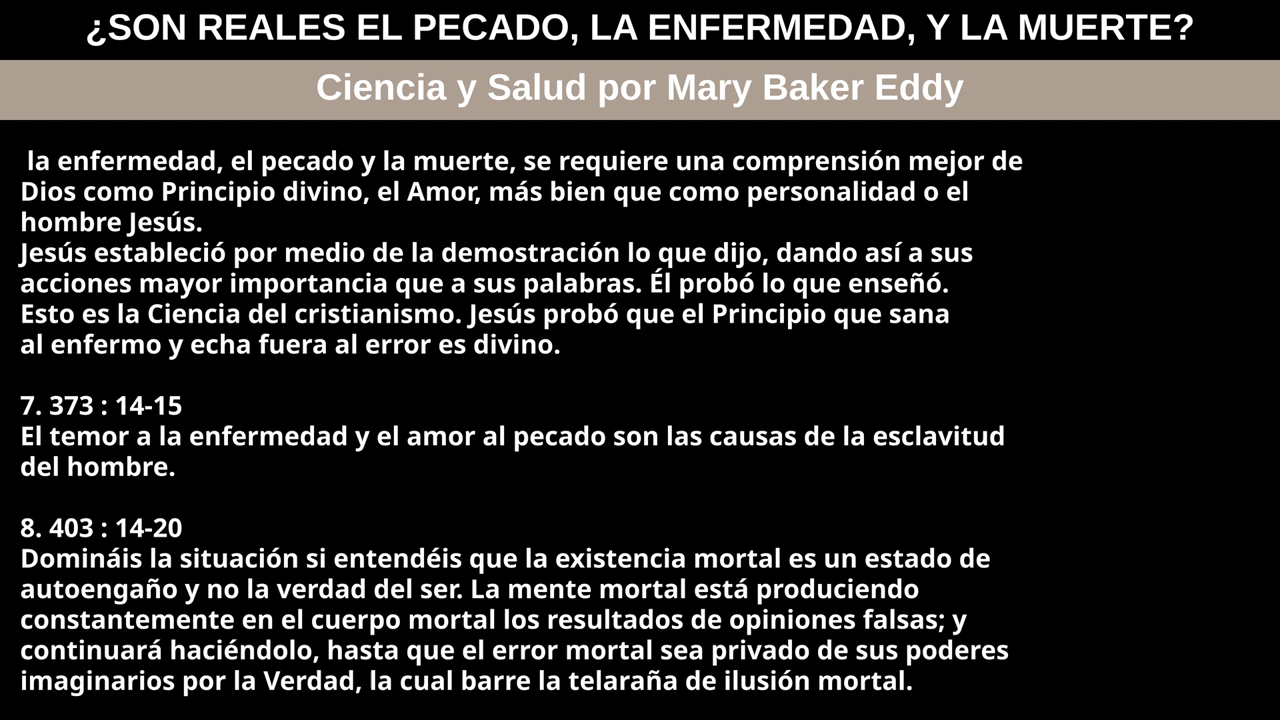 ¿SON REALES EL PECADO, LA ENFERMEDAD, Y LA MUERTE?
Ciencia y Salud por Mary Baker Eddy
la enfermedad, el pecado y la muerte, se requiere una comprensión mejor de
Dios como Principio divino, el Amor, más bien que como personalidad o el
hombre Jesús.
Jesús estableció por medio de la demostración lo que dijo, dando así a sus
acciones mayor importancia que a sus palabras. Él probó lo que enseñó.
Esto es la Ciencia del cristianismo. Jesús probó que el Principio que sana
al enfermo y echa fuera al error es divino.
7. 373 : 14-15
El temor a la enfermedad y el amor al pecado son las causas de la esclavitud
del hombre.
8. 403 : 14-20
Domináis la situación si entendéis que la existencia mortal es un estado de
autoengaño y no la verdad del ser. La mente mortal está produciendo
constantemente en el cuerpo mortal los resultados de opiniones falsas; y
continuará haciéndolo, hasta que el error mortal sea privado de sus poderes
imaginarios por la Verdad, la cual barre la telaraña de ilusión mortal.